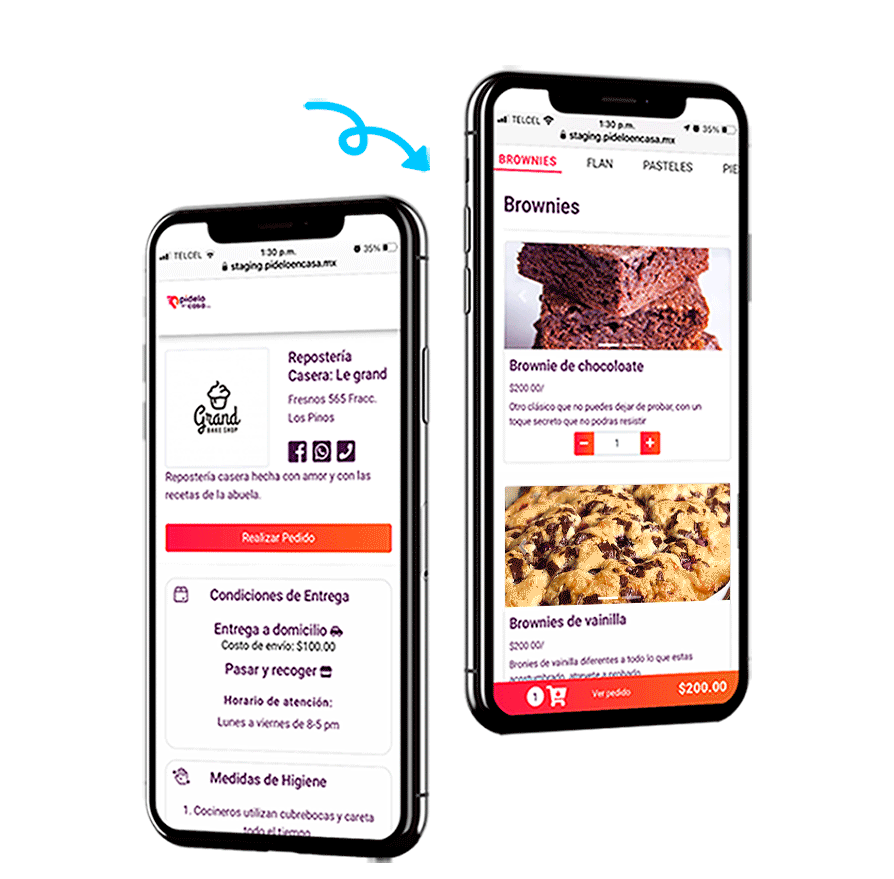 TELCEL
1:30 p.m.
35%
staging.pideloencasa.mx
pidelo
casa
Grand
BAKE SHOP
Repostería
Casera: Le grand
Fresnos 565 Fracc.
Los Pinos
Repostería casera hecha con amor y con las
recetas de la abuela.
Realizar Pedido
Condiciones de Entrega
Entrega a domicilio
Costo de envío: $100.00
Pasar y recoger
Horario de atención:
Lunes a viernes de 8-5 pm
Medidas de Higiene
1. Cocineros utilizan cubrebocas y careta
todo el tiempo
TELCEL
1:30 p.m.
35%
staging.pideloencasa.mx
BROWNIES FLAN PASTELES PIE
Brownies
Brownie de chocoloate
$200.00/
Otro clásico que no puedes dejar de probar, con un
toque secreto que no podras resistir
- 1 +
Brownies de vainilla
$200.00/
Bronies de vainilla diferentes a todo lo que estas
acostumbrado, atrevete a probarlo
1 Ver pedido $200.00